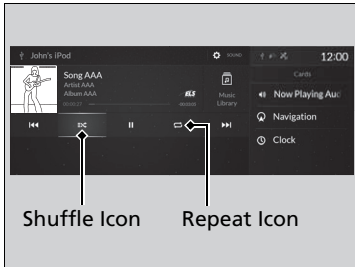 John's iPod
SOUND
12:00
Song AAA
Artist AAA
Album AAA
ELS
Music
Library
Cards
Now Playing Auc
Navigation
Clock
Shuffle Icon
Repeat Icon